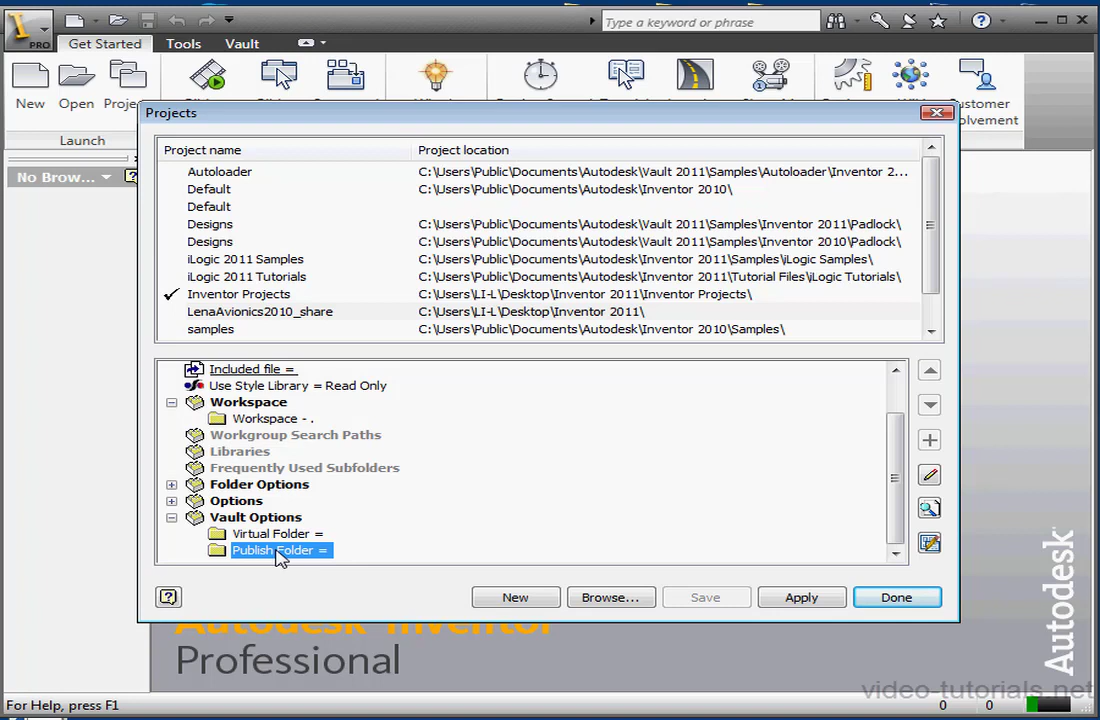 PRO
Type a keyword or phrase
Get Started Tools Vault
New Open
Launch
No Brow...
Projects
Project name Project location
Autoloader C:\Users\Public\Documents\Autodesk\Vault 2011\Samples\Autoloader\Inventor 2...
Default C:\Users\Public\Documents\Autodesk\Inventor 2010\
Default
Designs C:\Users\Public\Documents\Autodesk\Vault 2011\Samples\Inventor 2011\Padlock\
Designs C:\Users\Public\Documents\Autodesk\Vault 2011\Samples\Inventor 2010\Padlock\
iLogic 2011 Samples C:\Users\Public\Documents\Autodesk\Inventor 2011\Samples\iLogic Samples\
iLogic 2011 Tutorials C:\Users\Public\Documents\Autodesk\Inventor 2011\Tutorial Files\iLogic Tutorials\
Inventor Projects C:\Users\LI-L\Desktop\Inventor 2011\Inventor Projects\
LenaAvionics2010_share C:\Users\LI-L\Desktop\Inventor 2011\
samples C:\Users\Public\Documents\Autodesk\Inventor 2010\Samples\
Included file =
Use Style Library = Read Only
Workspace
Workspace - .
Workgroup Search Paths
Libraries
Frequently Used Subfolders
Folder Options
Options
Vault Options
Virtual Folder =
Publish Folder =
New Browse... Save Apply Done
Autodesk Inventor
Professional
Autodesk
video-tutorials.net
For Help, press F1 0 0